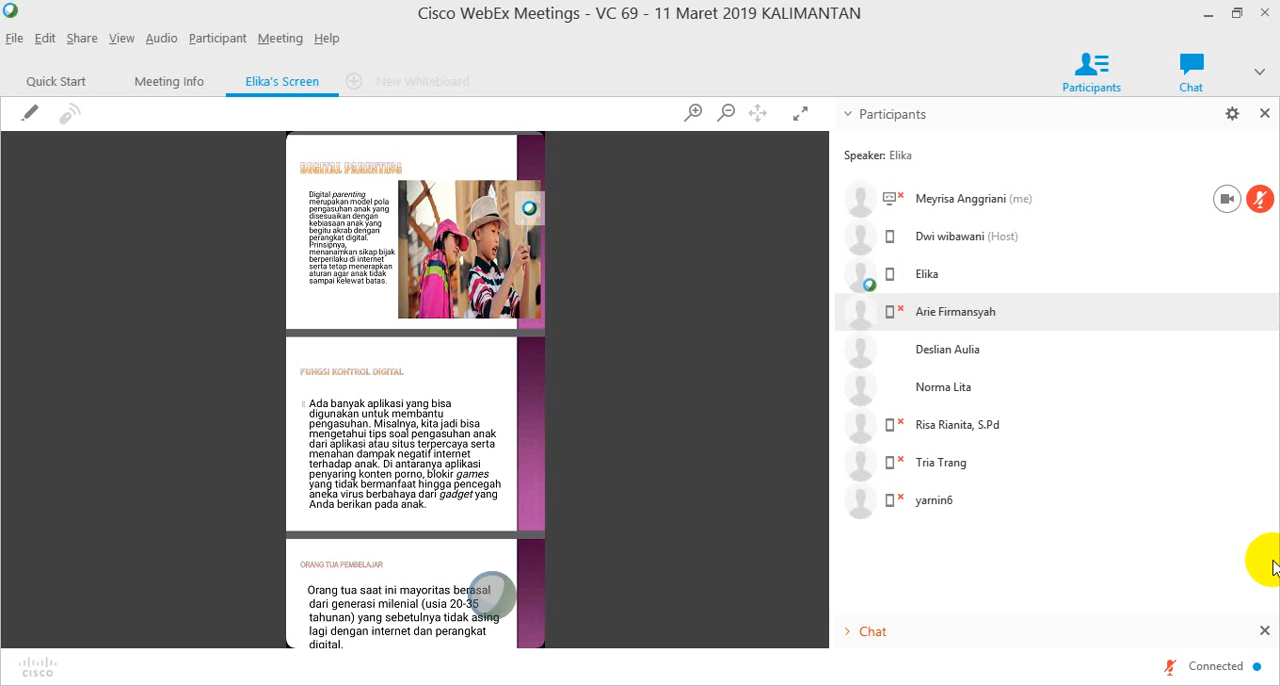 Cisco WebEx Meetings - VC 69 - 11 Maret 2019 KALIMANTAN
File Edit Share View Audio Participant Meeting Help
Quick Start Meeting Info Elika's Screen New Whiteboard
Participants Chat
DIGITAL PARENTING
Digital parenting
merupakan model pola
pengasuhan anak yang
disesuaikan dengan
kebiasaan anak yang
begitu akrab dengan
perangkat digital.
Prinsipnya,
menanamkan sikap bijak
berperilaku di internet
serta tetap menerapkan
aturan agar anak tidak
sampai kelewat batas.
FUNGSI KONTROL DIGITAL
Ada banyak aplikasi yang bisa
digunakan untuk membantu
pengasuhan. Misalnya, kita jadi bisa
mengetahui tips soal pengasuhan anak
dari aplikasi atau situs terpercaya serta
menahan dampak negatif internet
terhadap anak. Di antaranya aplikasi
penyaring konten porno, blokir games
yang tidak bermanfaat hingga pencegah
aneka virus berbahaya dari gadget yang
Anda berikan pada anak.
ORANG TUA PEMBELAJAR
Orang tua saat ini mayoritas berasal
dari generasi milenial (usia 20-35
tahunan) yang sebetulnya tidak asing
lagi dengan internet dan perangkat
digital.
Participants
Speaker: Elika
Meyrisa Anggriani (me)
Dwi wibawani (Host)
Elika
Arie Firmansyah
Deslian Aulia
Norma Lita
Risa Rianita, S.Pd
Tria Trang
yarnin6
Chat
CISCO
Connected